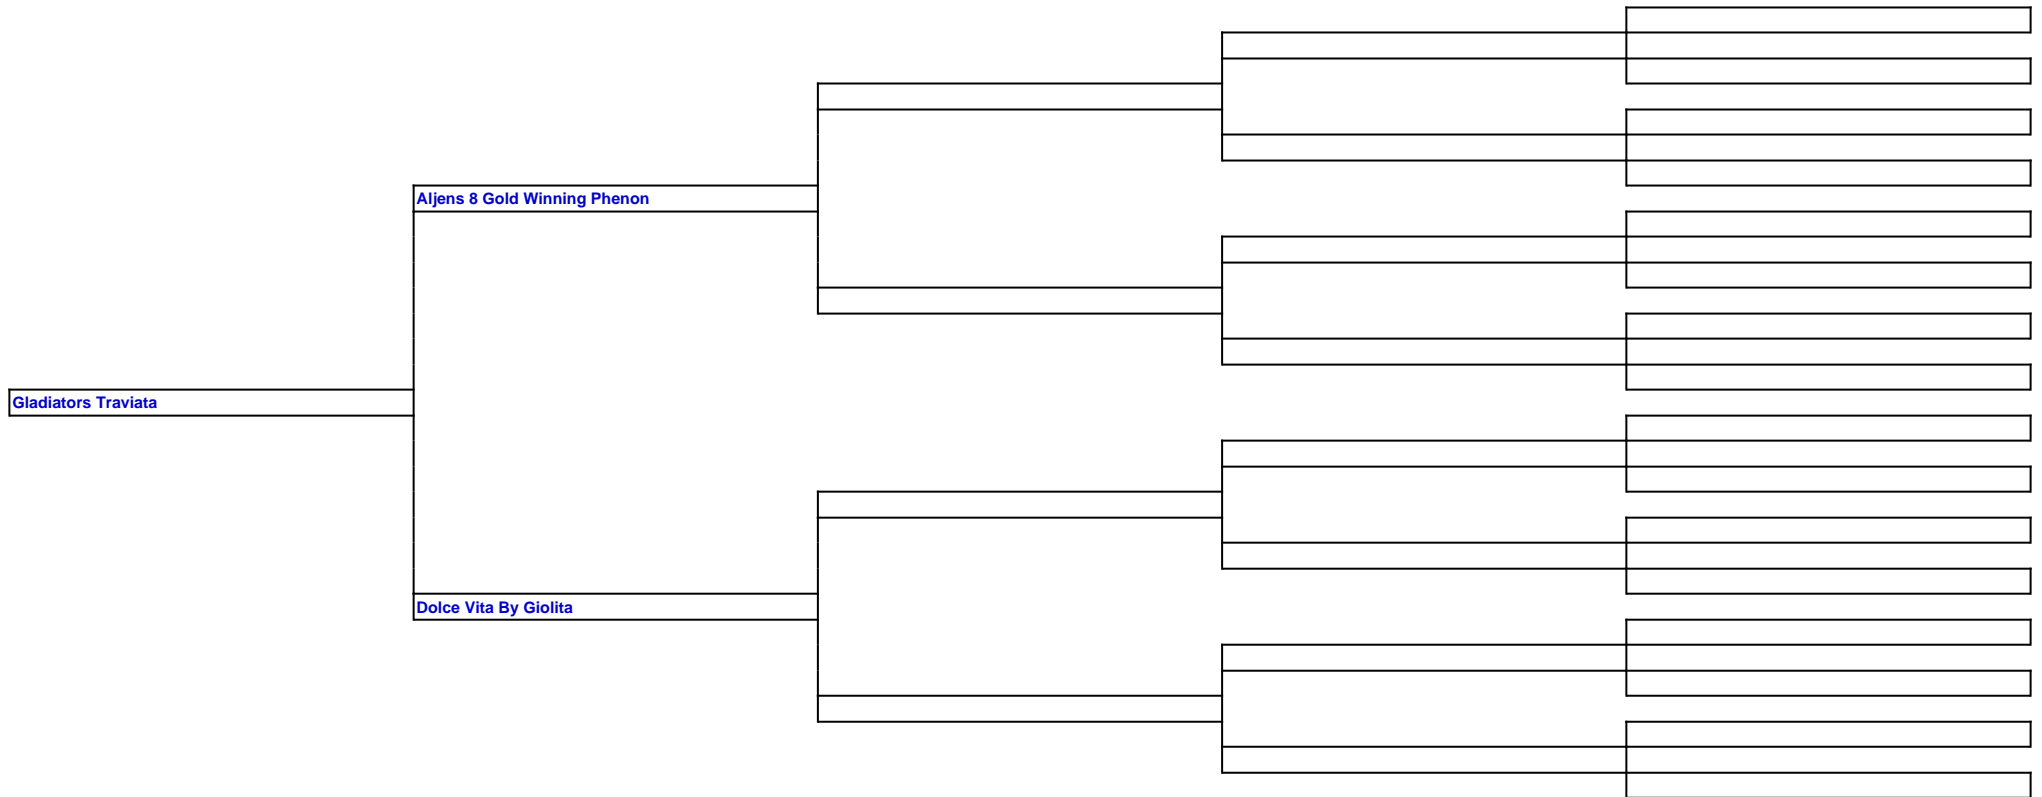 Aljens 8 Gold Winning Phenon
Gladiators Traviata
Dolce Vita By Giolita